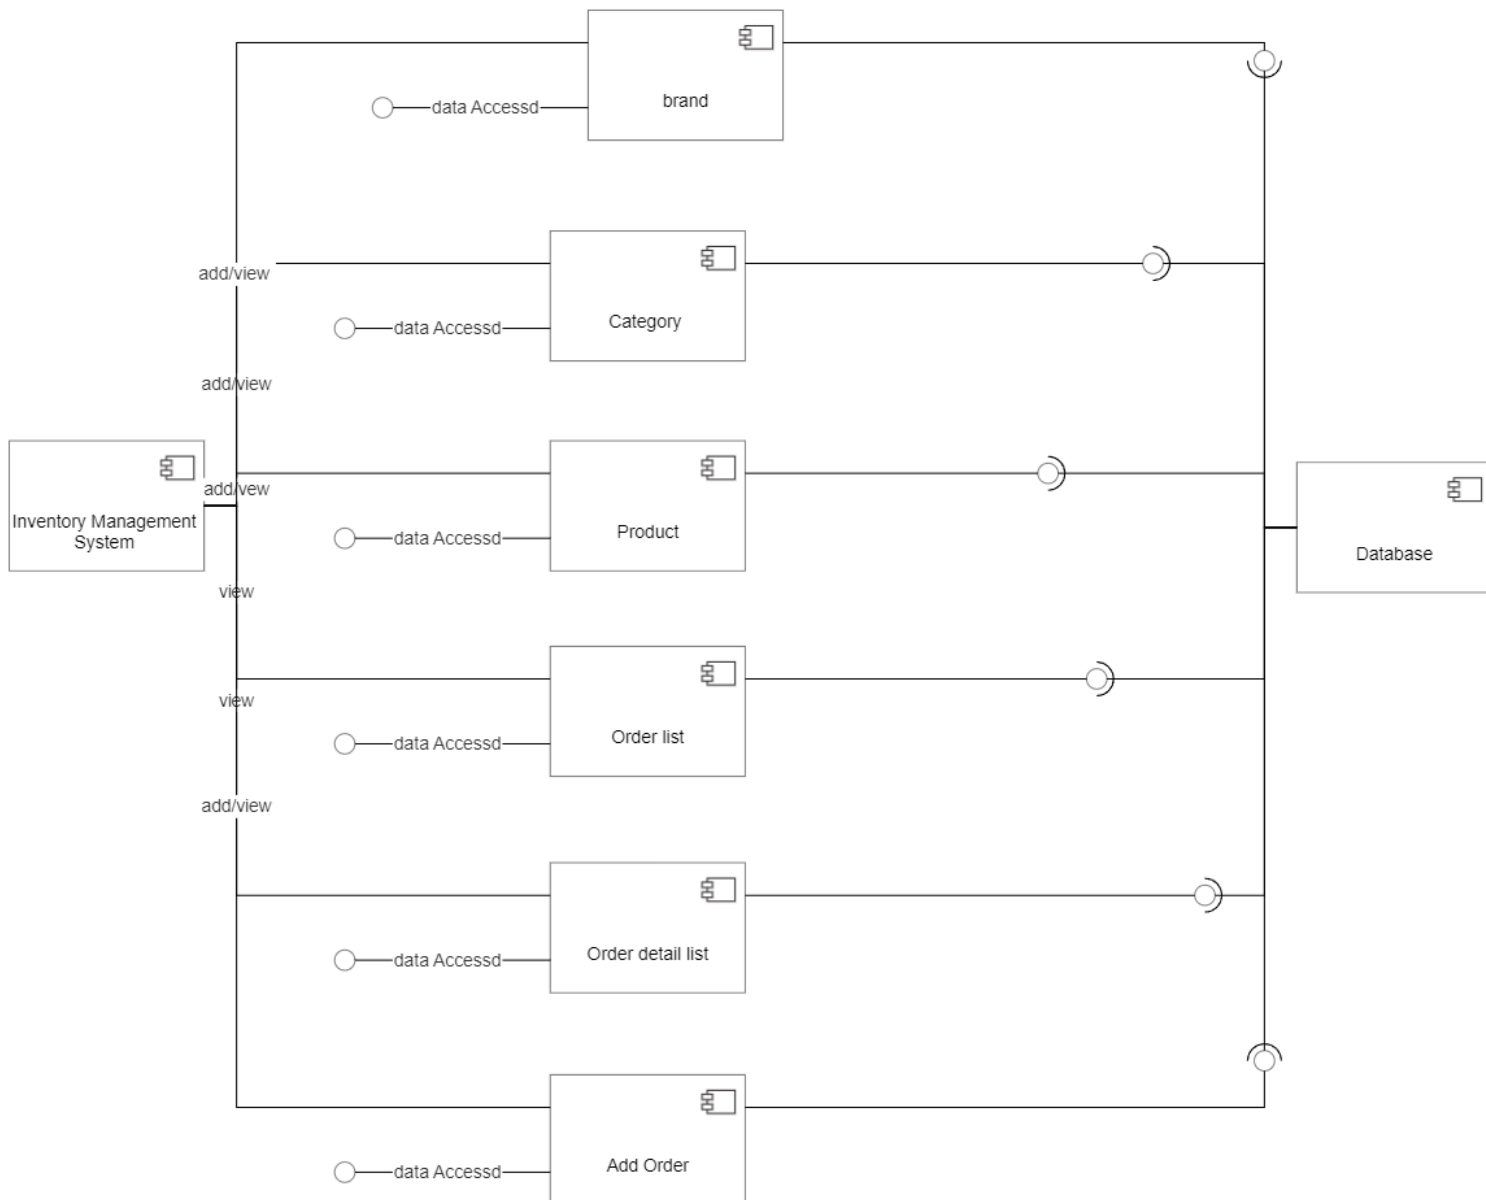 brand
data Accessd
add/view
Category
data Accessd
add/view
Product
add/vew
Inventory Management
System
data Accessd
Database
view
view
Order list
data Accessd
add/view
Order detail list
data Accessd
Add Order
data Accessd